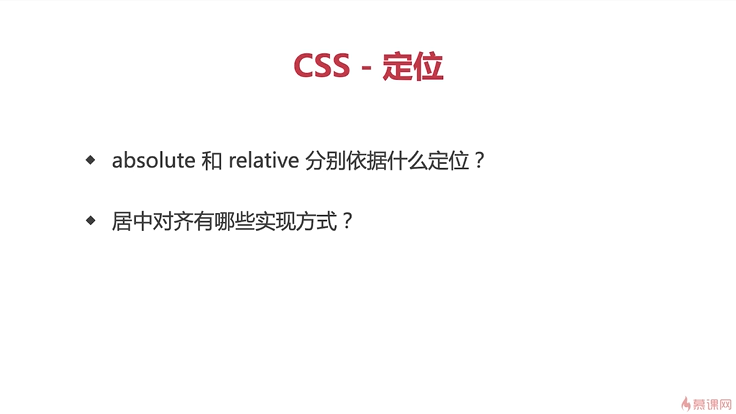 CSS - 定位
absolute 和 relative 分别依据什么定位？
居中对齐有哪些实现方式？
慕课网